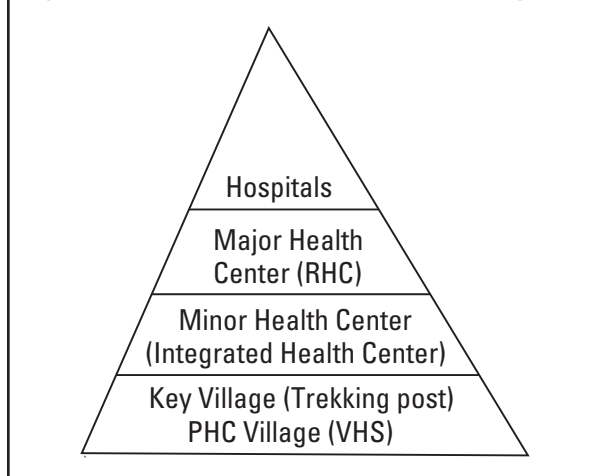 Hospitals
Major Health
Center (RHC)
Minor Health Center
(Integrated Health Center)
Key Village (Trekking post)
PHC Village (VHS)